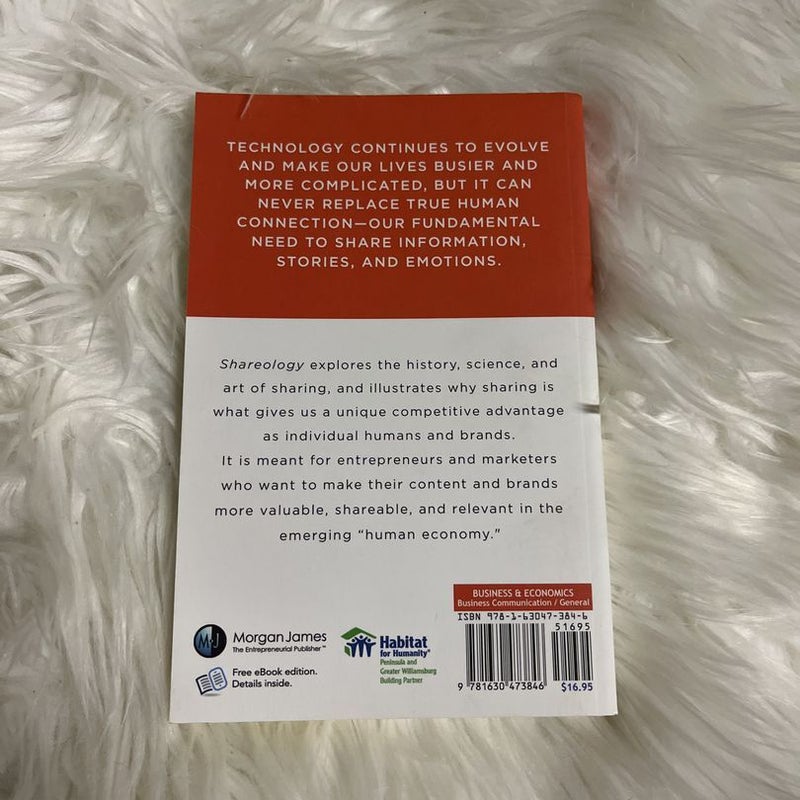 TECHNOLOGY CONTINUES TO EVOLVE
AND MAKE OUR LIVES BUSIER AND
MORE COMPLICATED, BUT IT CAN
NEVER REPLACE TRUE HUMAN
CONNECTION—OUR FUNDAMENTAL
NEED TO SHARE INFORMATION,
STORIES, AND EMOTIONS.
Shareology explores the history, science, and
art of sharing, and illustrates why sharing is
what gives us a unique competitive advantage
as individual humans and brands.
It is meant for entrepreneurs and marketers
who want to make their content and brands
more valuable, shareable, and relevant in the
emerging “human economy.”
BUSINESS & ECONOMICS
Business Communication / General
ISBN 978-1-63047-384-6
51695
9 781630 473846
$16.95
MJ
Morgan James
The Entrepreneurial Publisher™
Free eBook edition.
Details inside.
Habitat
for Humanity®
Peninsula and
Greater Williamsburg
Building Partner